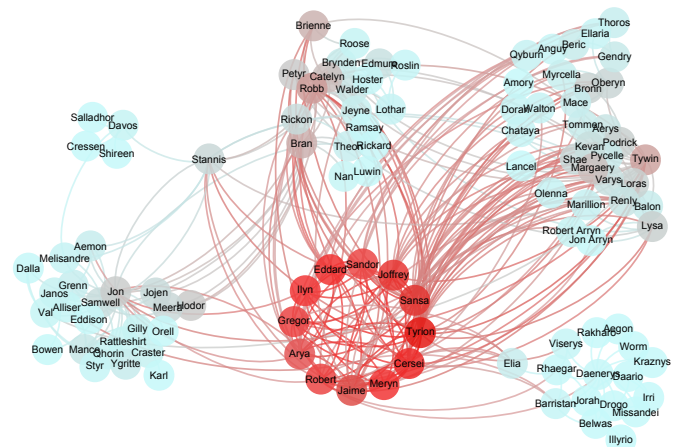 Brienne
Thoros
Ellaria
Roose
Qyburn
Anguy
Beric
Gendry
Brynden
Edmure
Roslin
Petyr
Catelyn
Hoster
Myrcella
Oberyn
Robb
Walder
Amory
Bronn
Salladhor
Davos
Rickon
Jeyne
Lothar
Doran
Walton
Mace
Ramsay
Chataya
Tommen
Aerys
Cressen
Shireen
Stannis
Bran
Theon
Rickard
Kevan
Podrick
Lancel
Shae
Pycelle
Tywin
Nan
Luwin
Margaery
Varys
Loras
Olenna
Marillion
Renly
Balon
Lysa
Robert Arryn
Jon Arryn
Aemon
Melisandre
Dalla
Eddard
Sandor
Joffrey
Grenn
Jon
Jojen
Janos
Samwell
Meera
Hodor
Ilyn
Sansa
Val
Alliser
Eddison
Gregor
Tyrion
Gilly
Orell
Aegon
Rakharo
Bowen
Mance
Rattleshirt
Qhorin
Craster
Arya
Cersei
Elia
Viserys
Worm
Styr
Ygritte
Karl
Rhaegar
Daenerys
Daario
Kraznys
Robert
Jaime
Meryn
Barristan
Jorah
Drogo
Irri
Missandei
Belwas
Illyrio